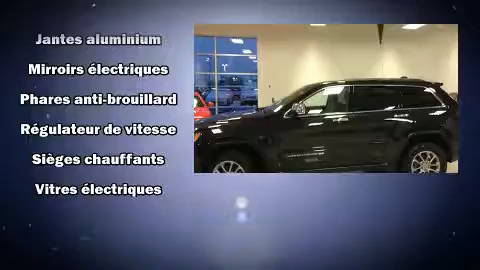 Jantes aluminium
Mirroirs électriques
Phares anti-brouillard
Régulateur de vitesse
Sièges chauffants
Vitres électriques